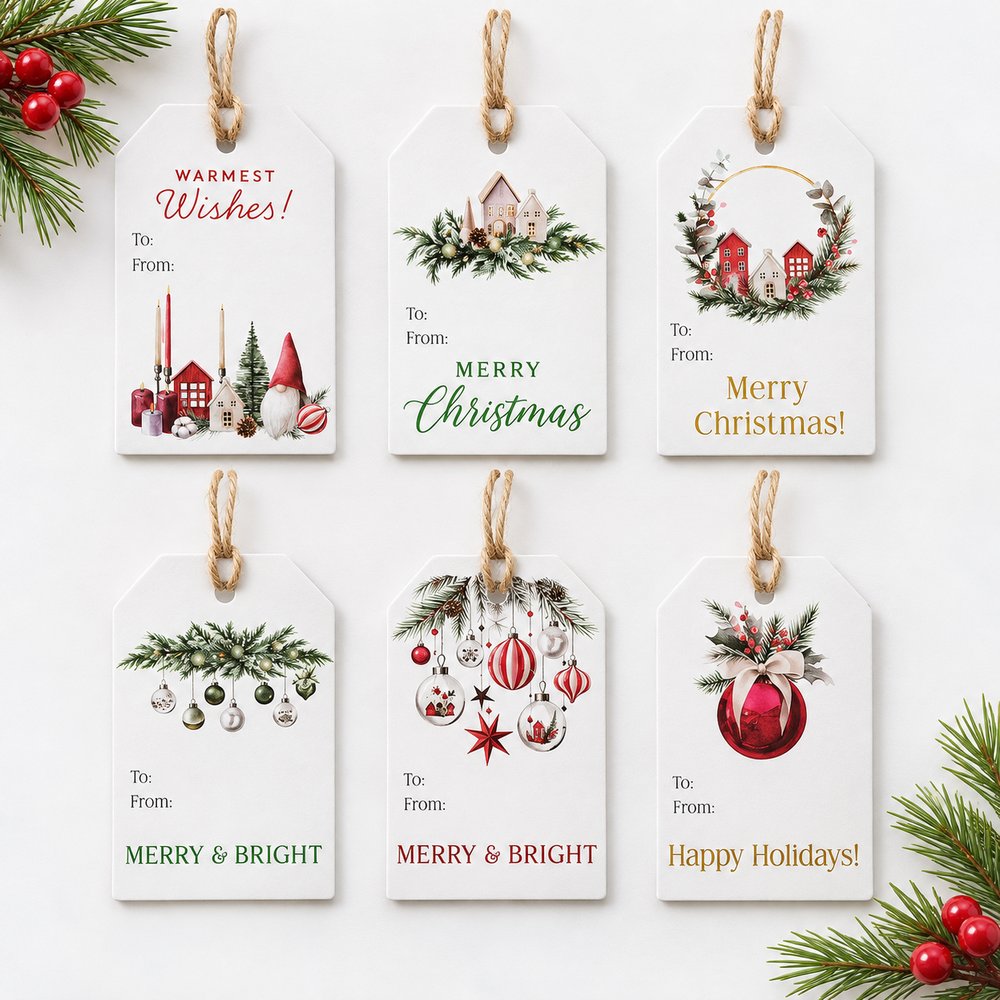 WARMEST
Wishes!
To:
From:
To:
From:
MERRY
Christmas
To:
From:
Merry
Christmas!
To:
From:
MERRY & BRIGHT
To:
From:
MERRY & BRIGHT
To:
From:
Happy Holidays!